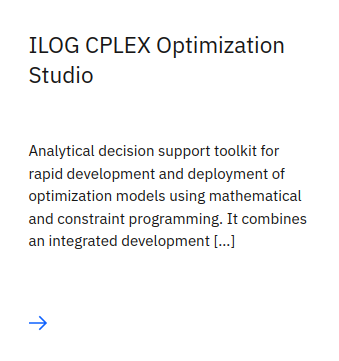 ILOG CPLEX Optimization
Studio
Analytical decision support toolkit for
rapid development and deployment of
optimization models using mathematical
and constraint programming. It combines
an integrated development [...]